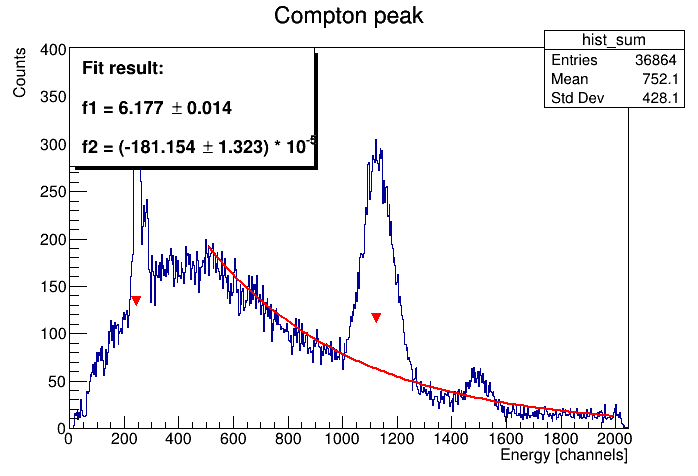 Compton peak
hist_sum
Entries 36864
Mean 752.1
Std Dev 428.1
Counts
Fit result:
f1 = 6.177 ± 0.014
f2 = (-181.154 ± 1.323) * 10^-5
400
350
300
250
200
150
100
50
0
0 200 400 600 800 1000 1200 1400 1600 1800 2000
Energy [channels]